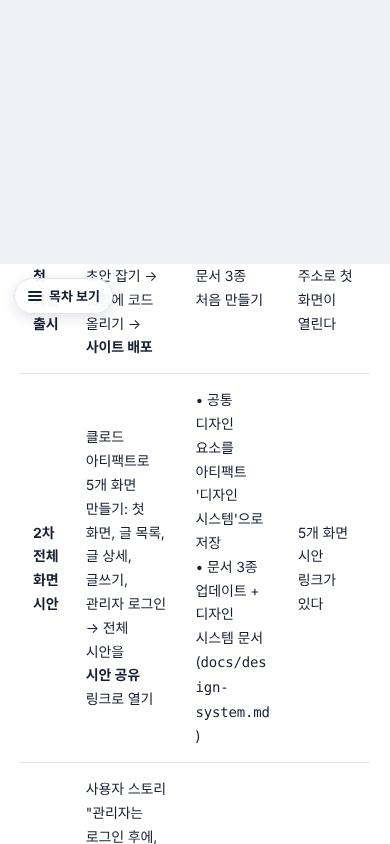 첫
초안 잡기 →
문서 3종
주소로 첫
목차 보기
에 코드
처음 만들기
화면이
출시
올리기 →
열린다
사이트 배포
2차
전체
화면
시안
클로드
아티팩트로
5개 화면
만들기: 첫
화면, 글 목록,
글 상세,
글쓰기,
관리자 로그인
→ 전체
시안을
시안 공유
링크로 열기
• 공통
디자인
요소를
아티팩트
'디자인
시스템'으로
저장
• 문서 3종
업데이트 +
디자인
시스템 문서
(docs/des
ign-
system.md
)
5개 화면
시안
링크가
있다
사용자 스토리
"관리자는
로그인 후에,